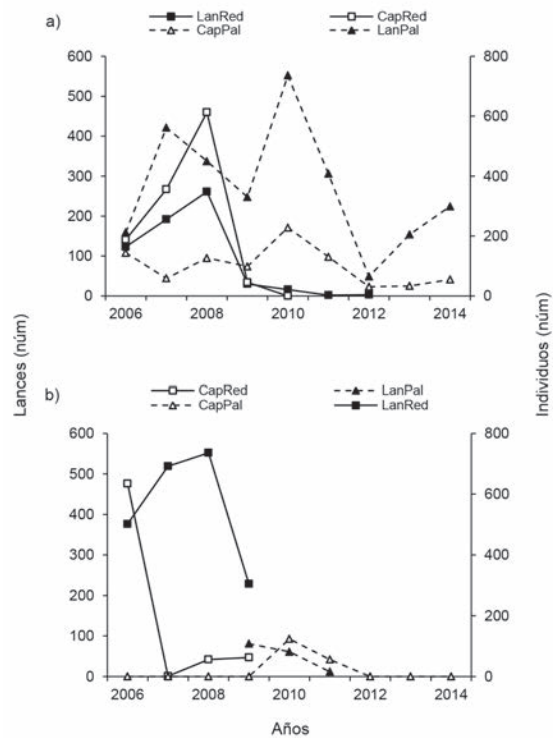 a)
LanRed CapRed
CapPal LanPal
600 800
500
400 600
300 400
200
100 200
0 0
2006 2008 2010 2012 2014
Lances (núm)
Individuos (núm)
b)
CapRed LanPal
CapPal LanRed
600 800
500
400 600
300 400
200
100 200
0 0
2006 2008 2010 2012 2014
Años